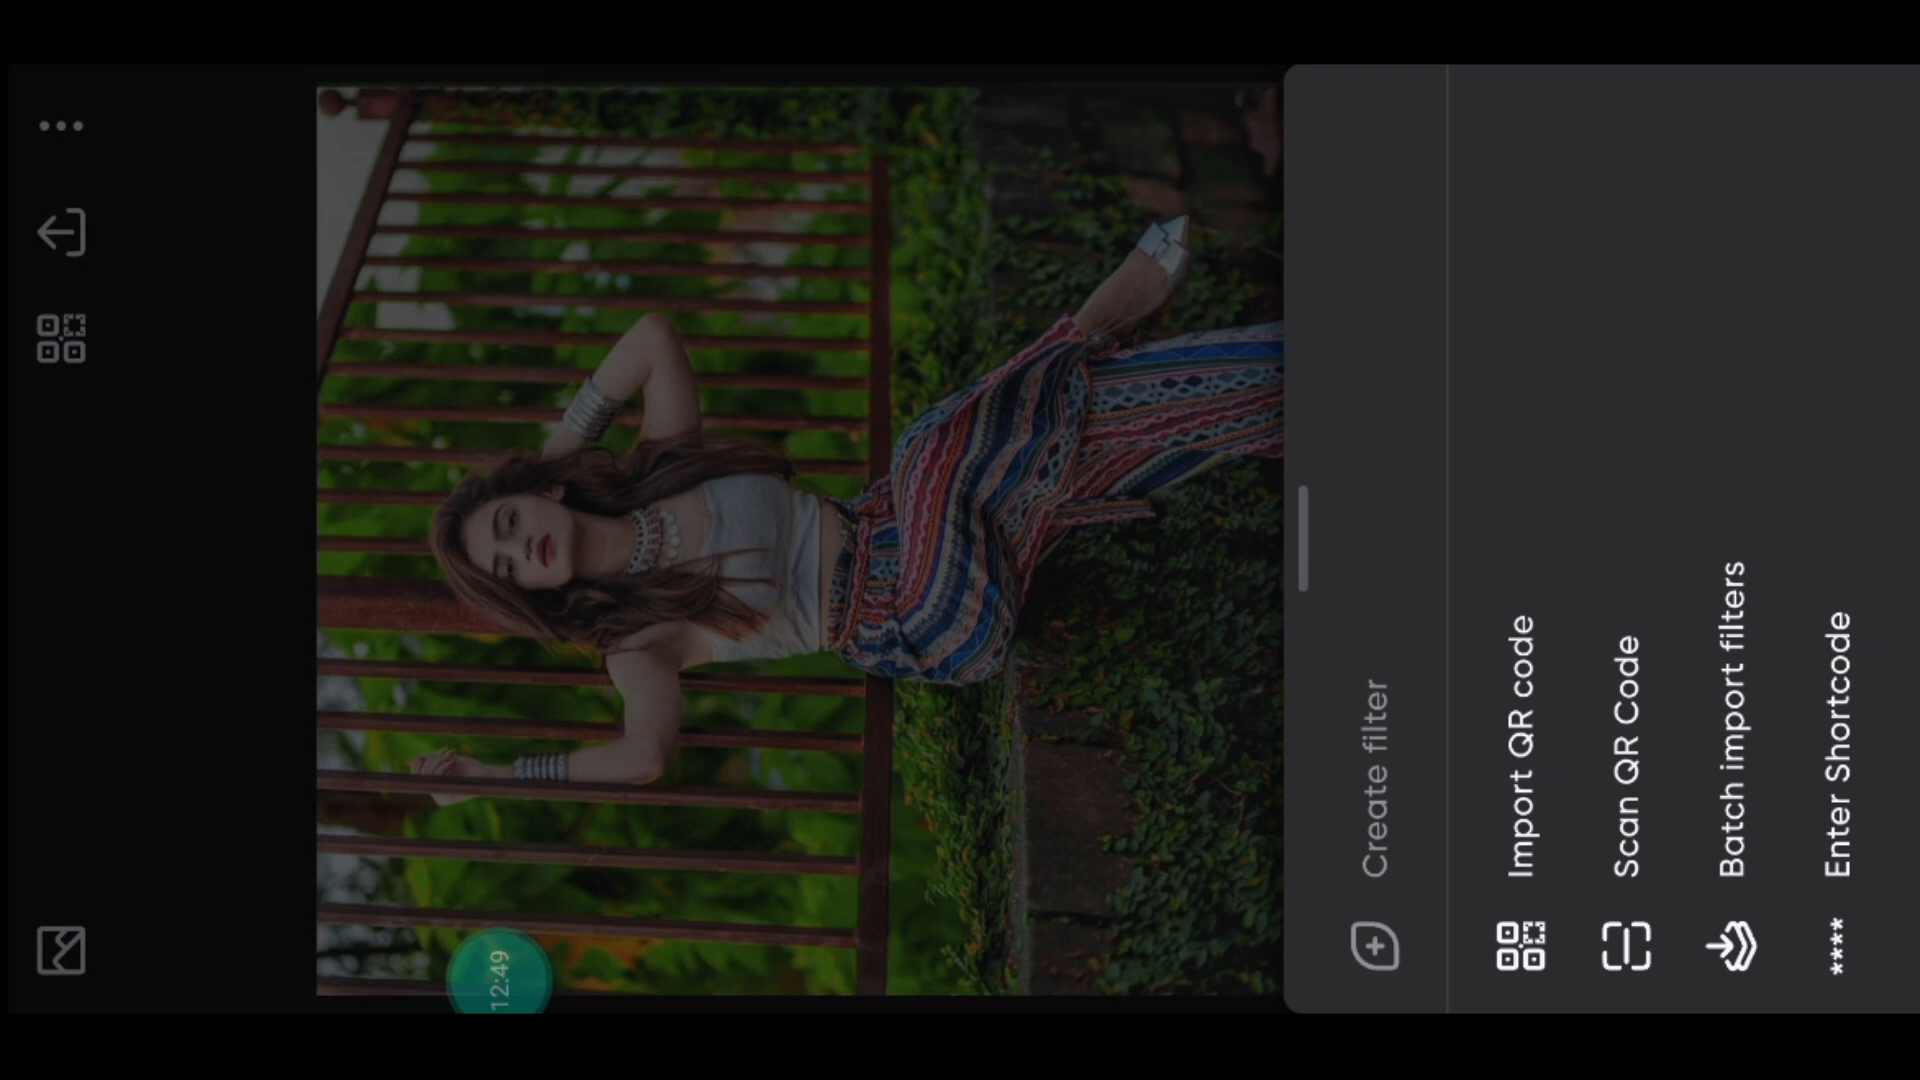 12:49
Create filter
Import QR code
Scan QR Code
Batch import filters
**** Enter Shortcode